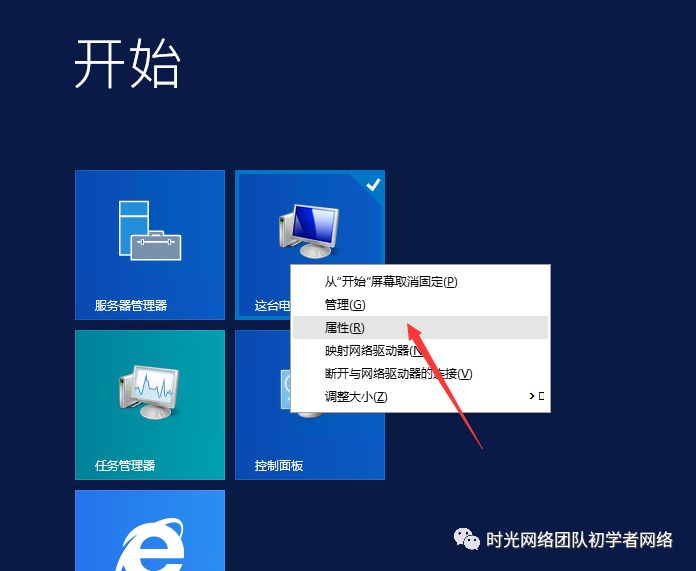 开始
服务器管理器
这台电
从“开始”屏幕取消固定(P)
管理(G)
属性(R)
映射网络驱动器(N
断开与网络驱动器的连接(V)
调整大小(Z)
任务管理器
控制面板
时光网络团队初学者网络